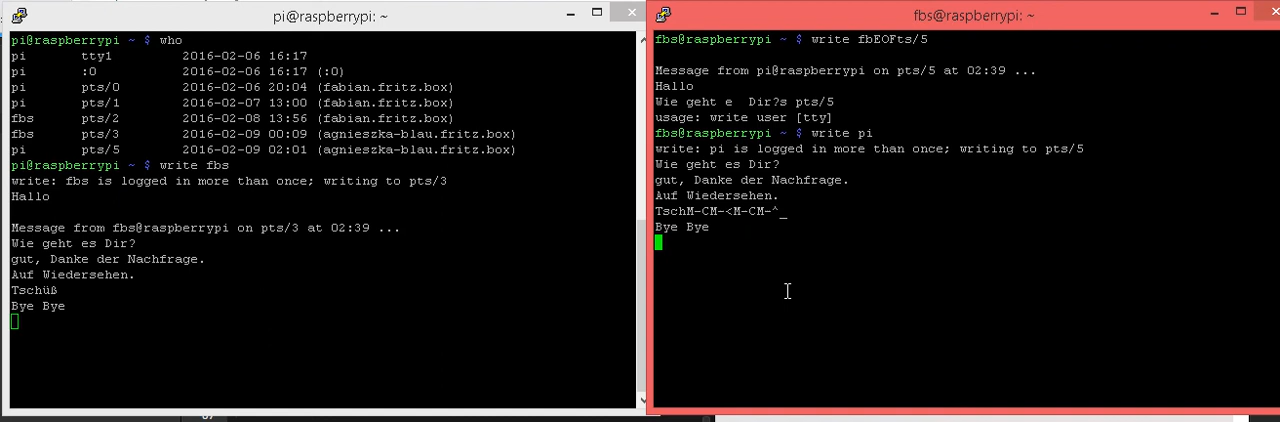 pi@raspberrypi: ~
pi@raspberrypi ~ $ who
pi       tty1         2016-02-06 16:17
pi       :0           2016-02-06 16:17 (:0)
pi       pts/0        2016-02-06 20:04 (fabian.fritz.box)
pi       pts/1        2016-02-07 13:00 (fabian.fritz.box)
fbs      pts/2        2016-02-08 13:56 (fabian.fritz.box)
fbs      pts/3        2016-02-09 00:09 (agnieszka-blau.fritz.box)
pi       pts/5        2016-02-09 02:01 (agnieszka-blau.fritz.box)
pi@raspberrypi ~ $ write fbs
write: fbs is logged in more than once; writing to pts/3
Hallo
Message from fbs@raspberrypi on pts/3 at 02:39 ...
Wie geht es Dir?
gut, Danke der Nachfrage.
Auf Wiedersehen.
Tschüß
Bye Bye
fbs@raspberrypi: ~
fbs@raspberrypi ~ $ write fbEOFts/5
Message from pi@raspberrypi on pts/5 at 02:39 ...
Hallo
Wie geht e  Dir?s pts/5
usage: write user [tty]
fbs@raspberrypi ~ $ write pi
write: pi is logged in more than once; writing to pts/5
Wie geht es Dir?
gut, Danke der Nachfrage.
Auf Wiedersehen.
TschM-CM-<M-CM-^_
Bye Bye